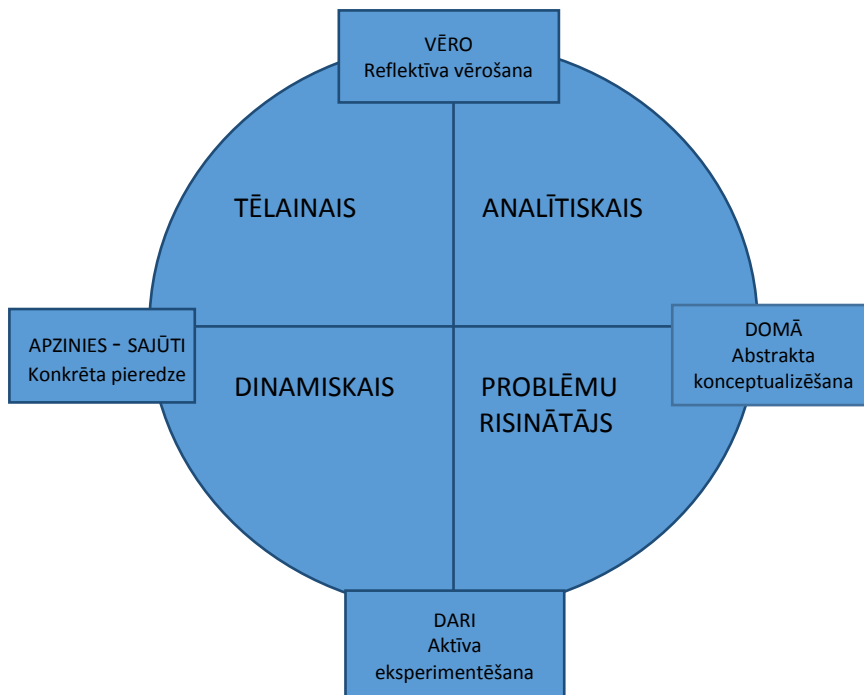 VĒRO
Reflektīva vērošana
TĒLAINAIS
ANALĪTISKAIS
APZINIES - SAJŪTI
Konkrēta pieredze
DOMĀ
Abstrakta
konceptualizēšana
DINAMISKAIS
PROBLĒMU
RISINĀTĀJS
DARI
Aktīva
eksperimentēšana